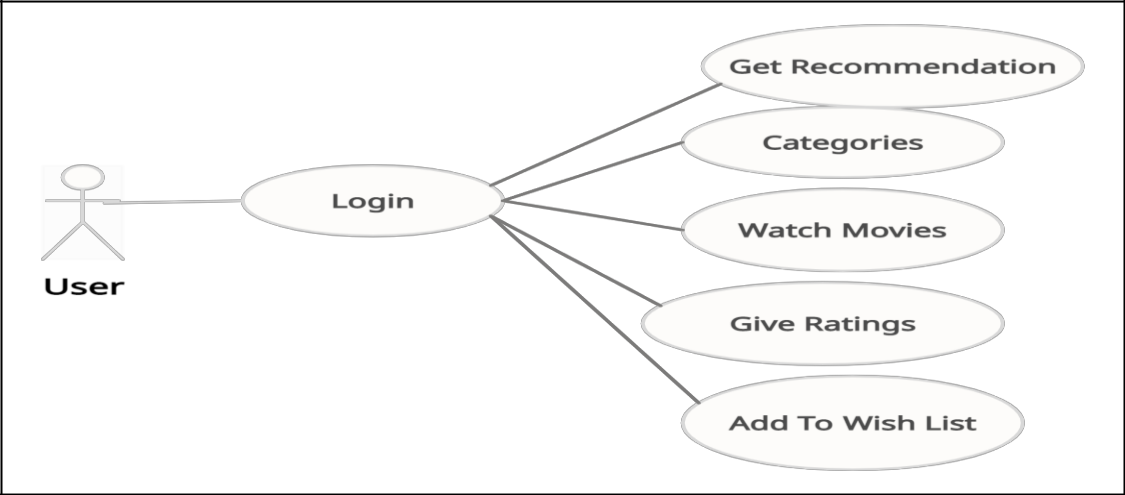 Get Recommendation
Categories
Login
Watch Movies
User
Give Ratings
Add To Wish List